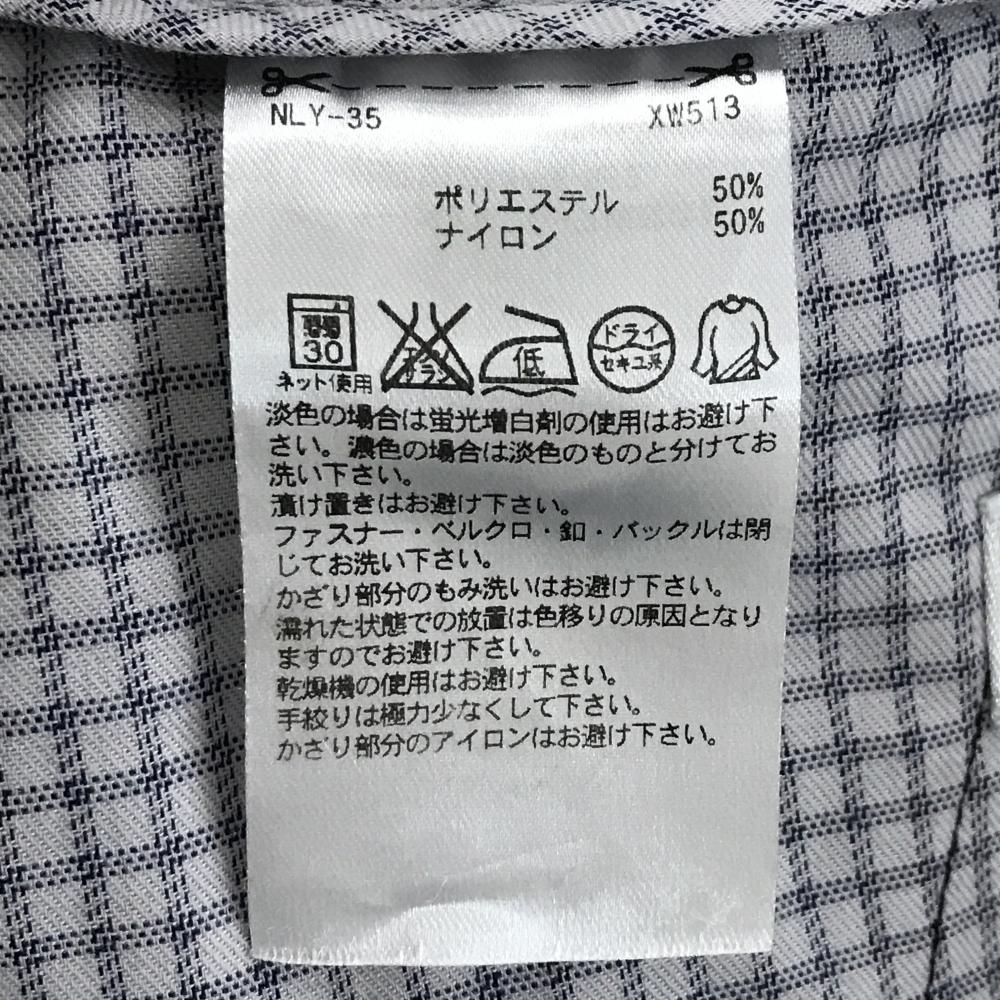 NLY-35 XW513
ポリエステル 50%
ナイロン 50%
30
ネット使用
エンソ
サラシ
低
ドライ
セキユ系
淡色の場合は蛍光増白剤の使用はお避け下
さい。濃色の場合は淡色のものと分けてお
洗い下さい。
漬け置きはお避け下さい。
ファスナー・ベルクロ・釦・バックルは閉
じてお洗い下さい。
かざり部分のもみ洗いはお避け下さい。
濡れた状態での放置は色移りの原因となり
ますのでお避け下さい。
乾燥機の使用はお避け下さい。
手絞りは極力少なくして下さい。
かざり部分のアイロンはお避け下さい。